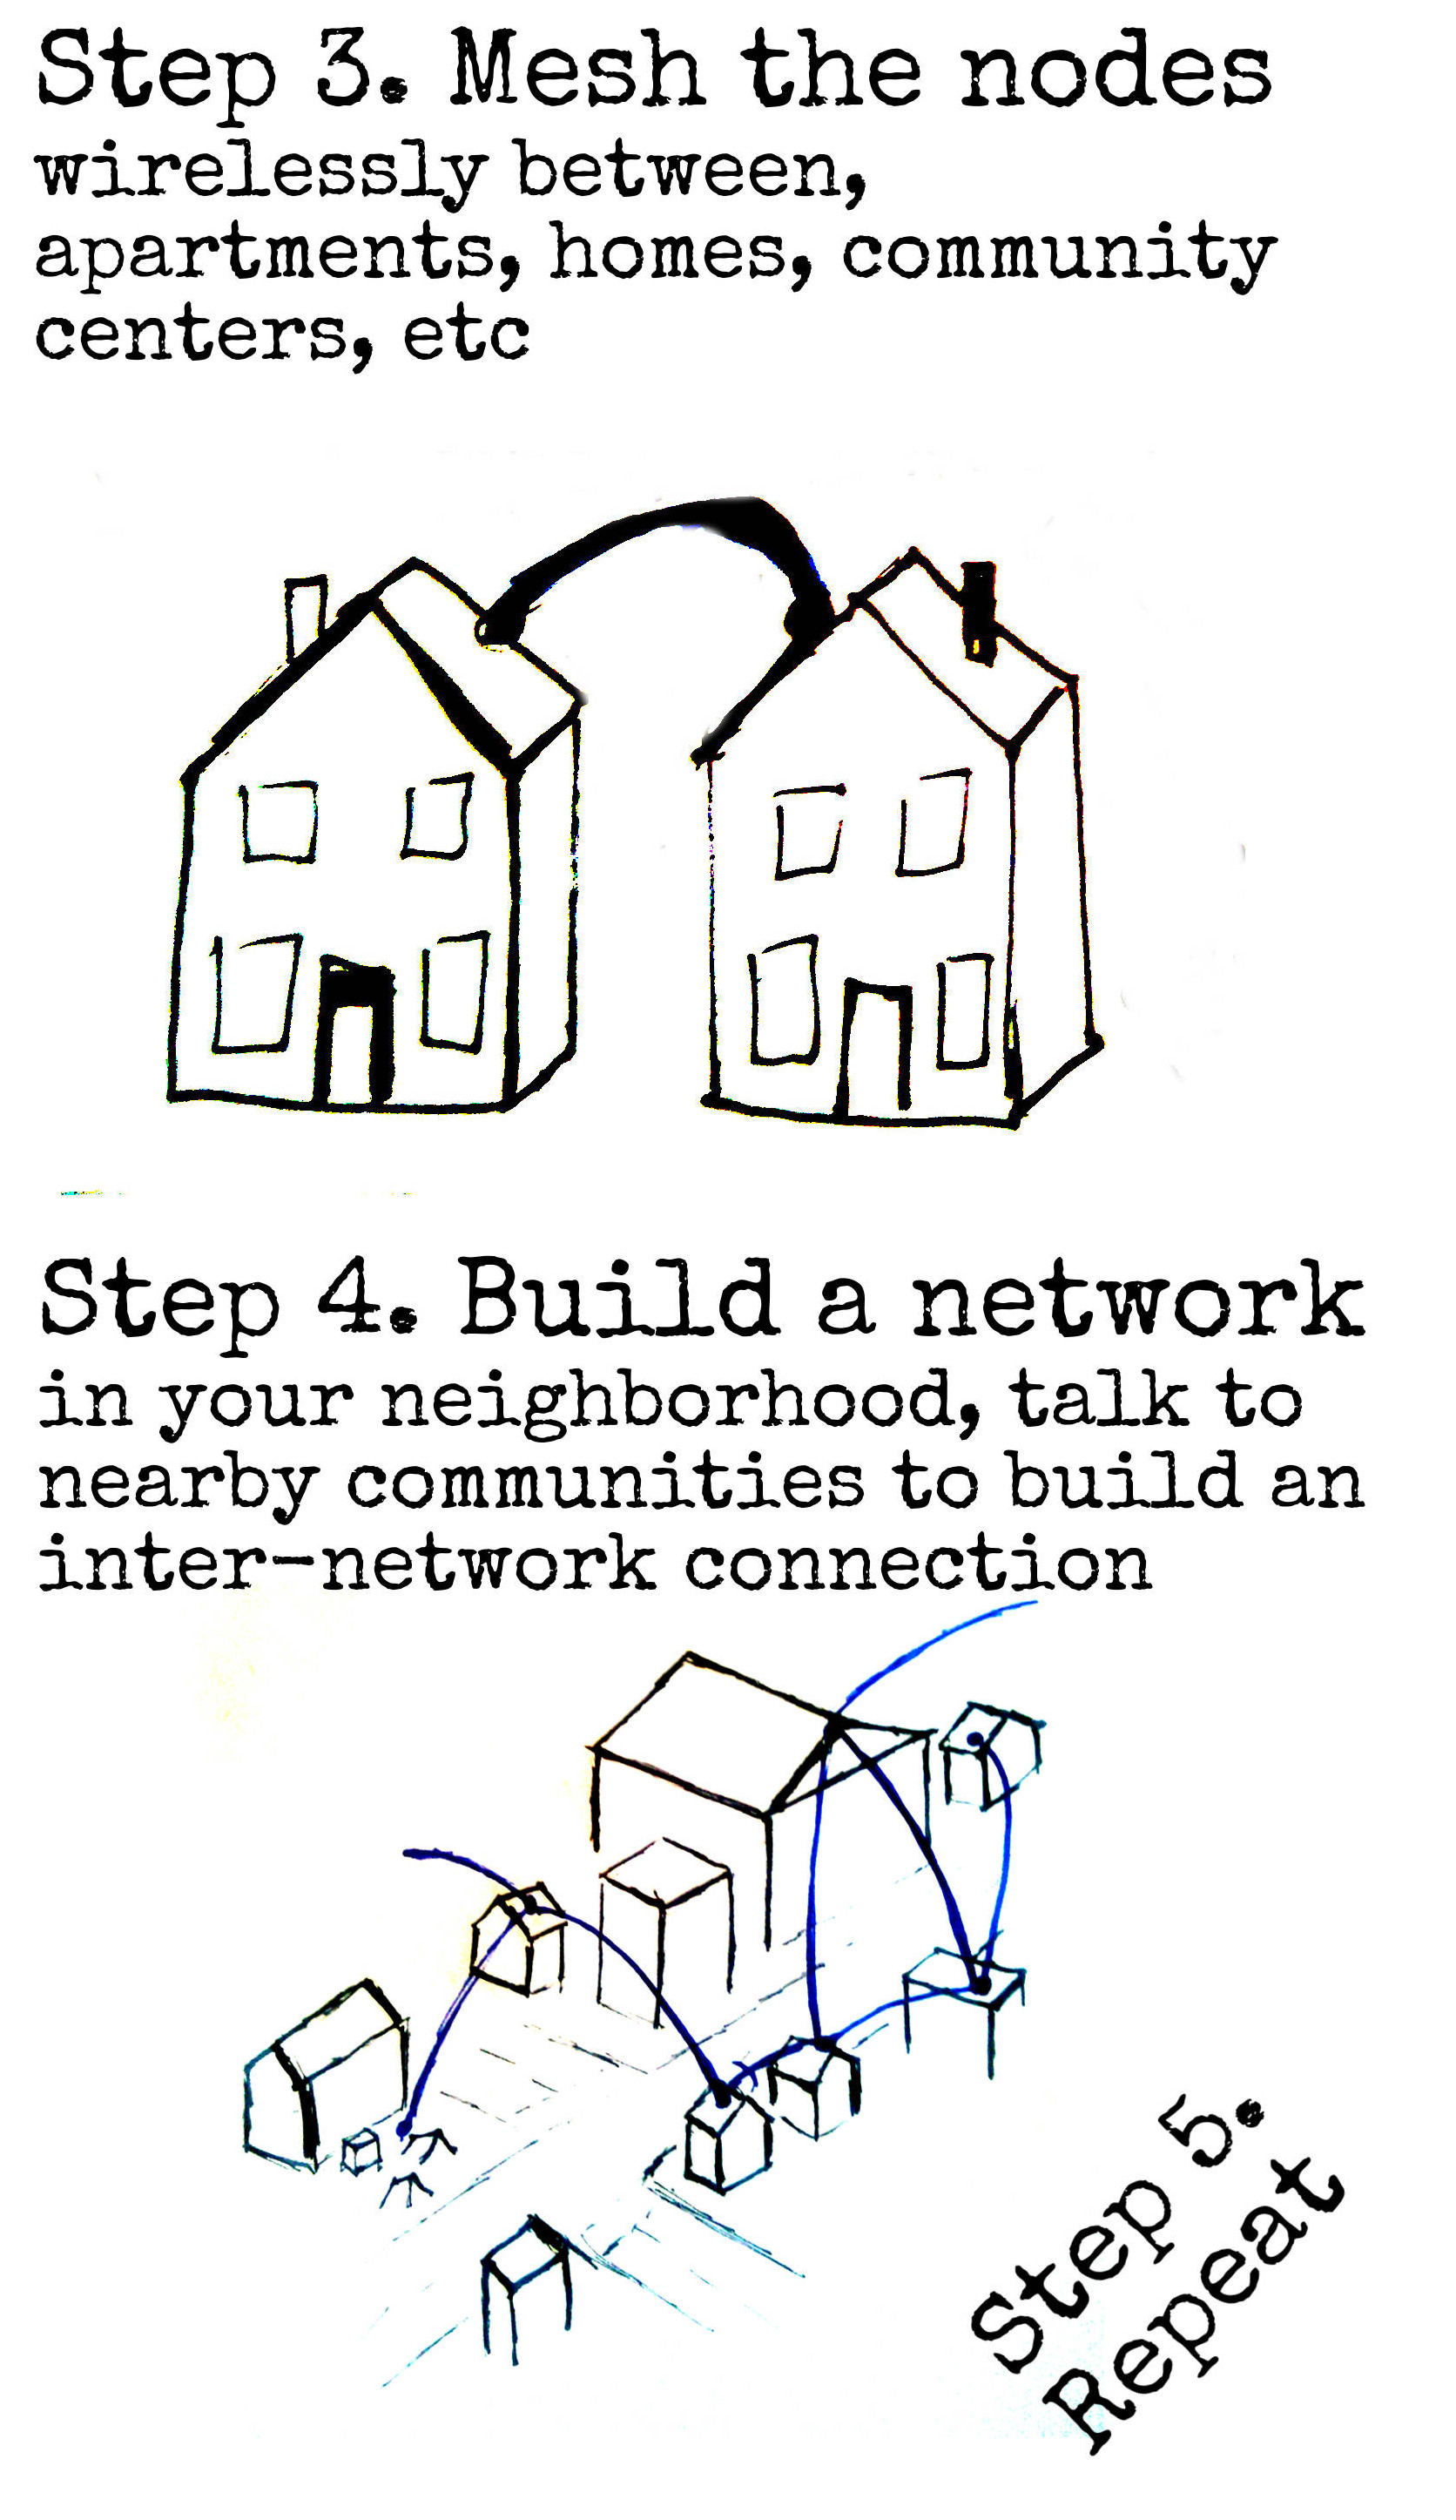 Step 3. Mesh the nodes
wirelessly between,
apartments, homes, community
centers, etc
Step 4. Build a network
in your neighborhood, talk to
nearby communities to build an
inter-network connection
Step 5.
Repeat